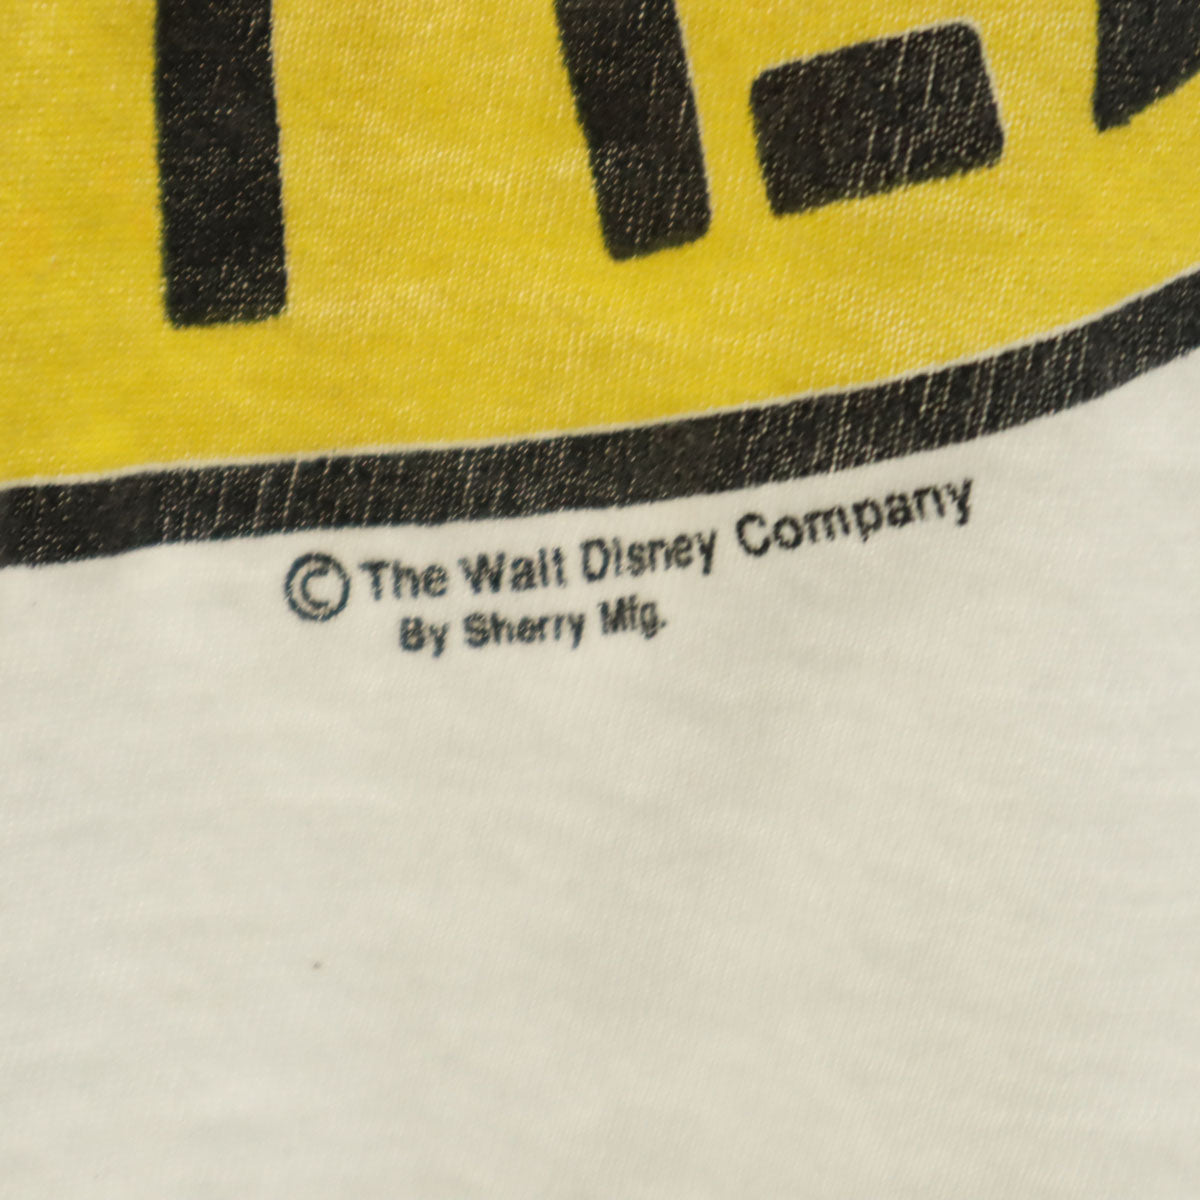 © The Walt Disney Company
By Sherry Mfg.